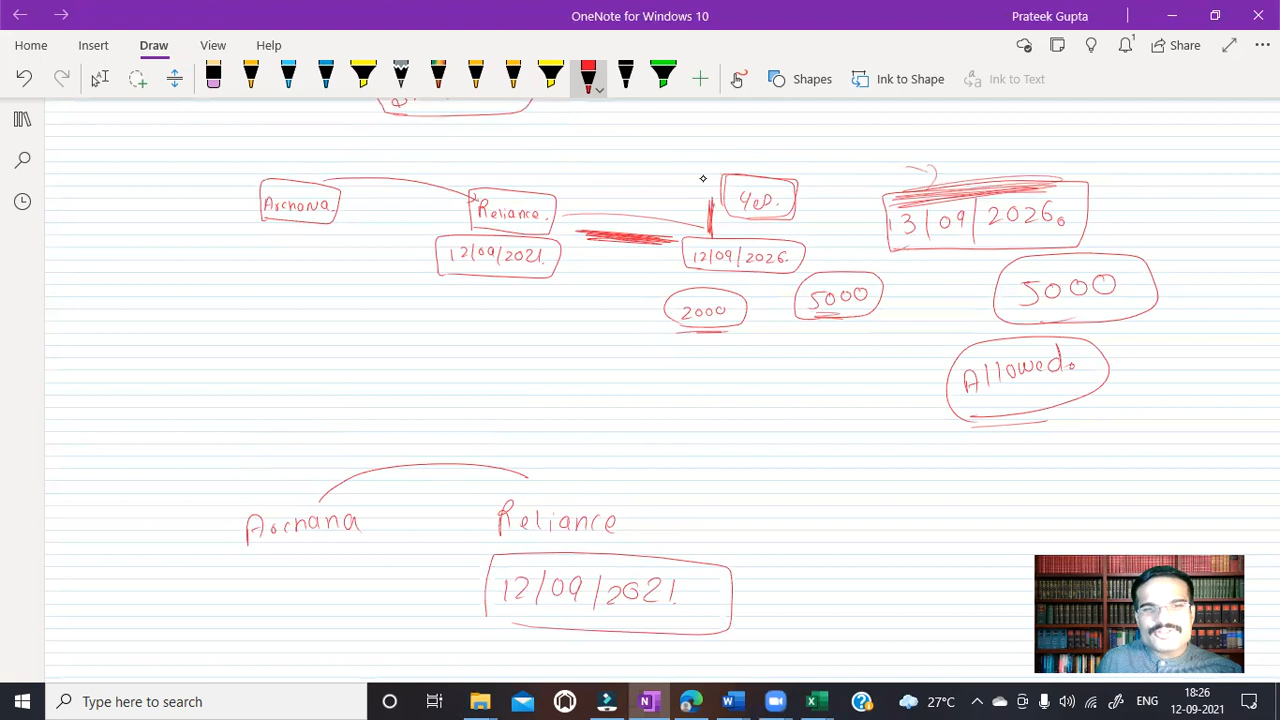 OneNote for Windows 10
Prateek Gupta
Home Insert Draw View Help
Share
Shapes
Ink to Shape
Ink to Text
Archana
Reliance.
12/09/2021.
12/09/2026.
13/09/2026.
2000
5000
5000
Allowed.
Archana
Reliance
12/09/2021.
Type here to search
27°C
ENG
18:26
12-09-2021